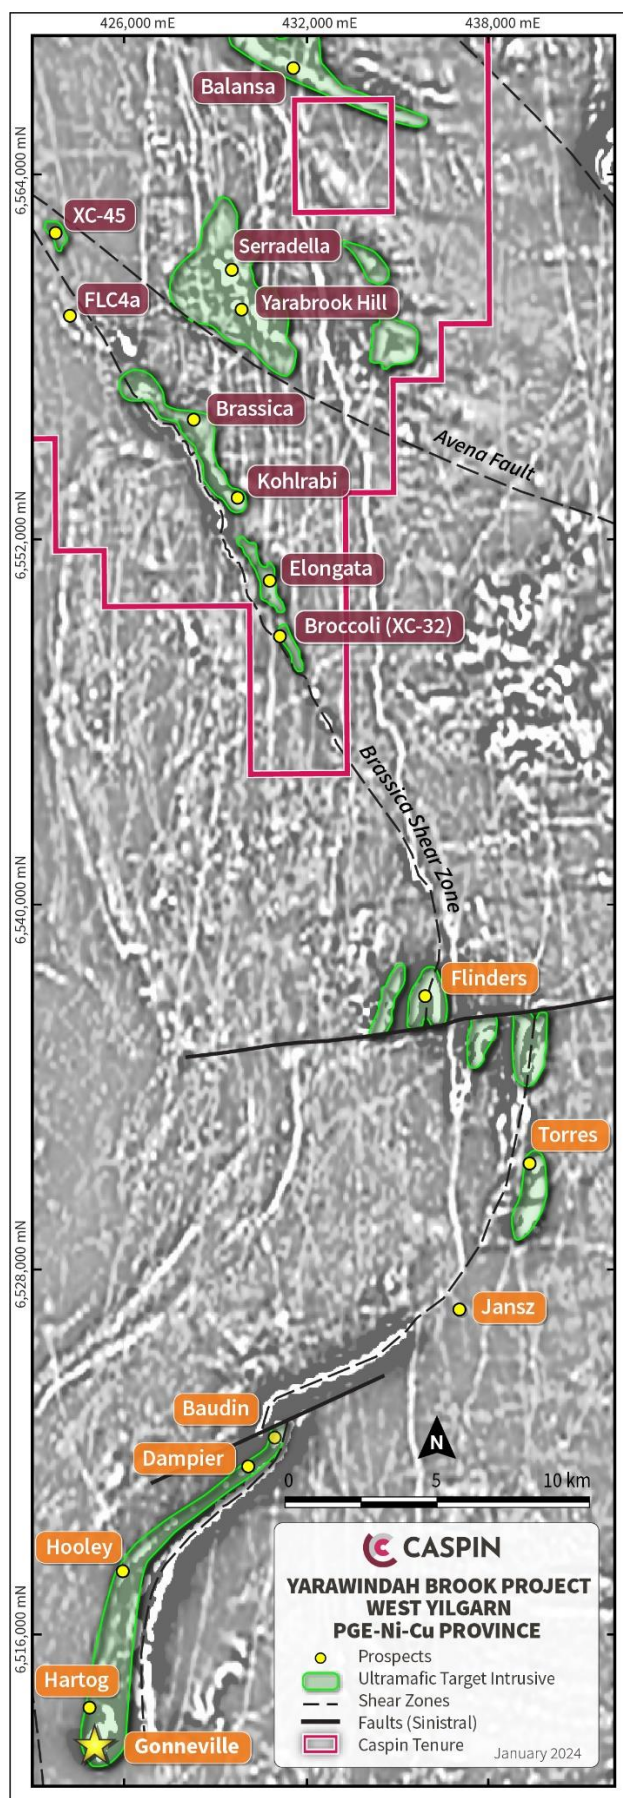 426,000 mE
432,000 mE
438,000 mE
Balansa
6,564,000 mN
XC-45
Serradella
FLC4a
Yarabrook Hill
Brassica
Avena Fault
Kohlrabi
6,552,000 mN
Elongata
Broccoli (XC-32)
Brassica Shear Zone
6,540,000 mN
Flinders
Torres
6,528,000 mN
Jansz
Baudin
N
Dampier
0 5 10 km
Hooley
CASPIN
YARAWINDAH BROOK PROJECT
WEST YILGARN
PGE-Ni-Cu PROVINCE
6,516,000 mN
Prospects
Ultramafic Target Intrusive
Hartog
Shear Zones
Faults (Sinistral)
Gonneville
Caspin Tenure
January 2024